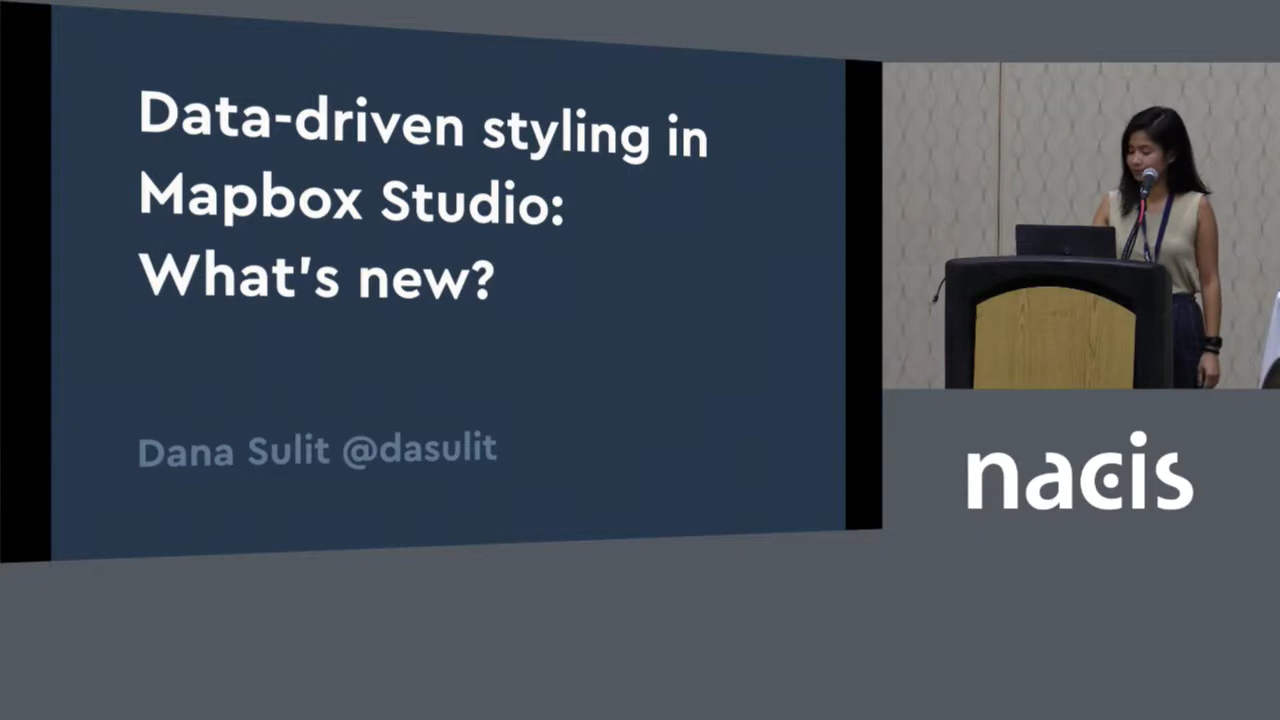 Data-driven styling in
Mapbox Studio:
What's new?
Dana Sulit @dasulit
nacis